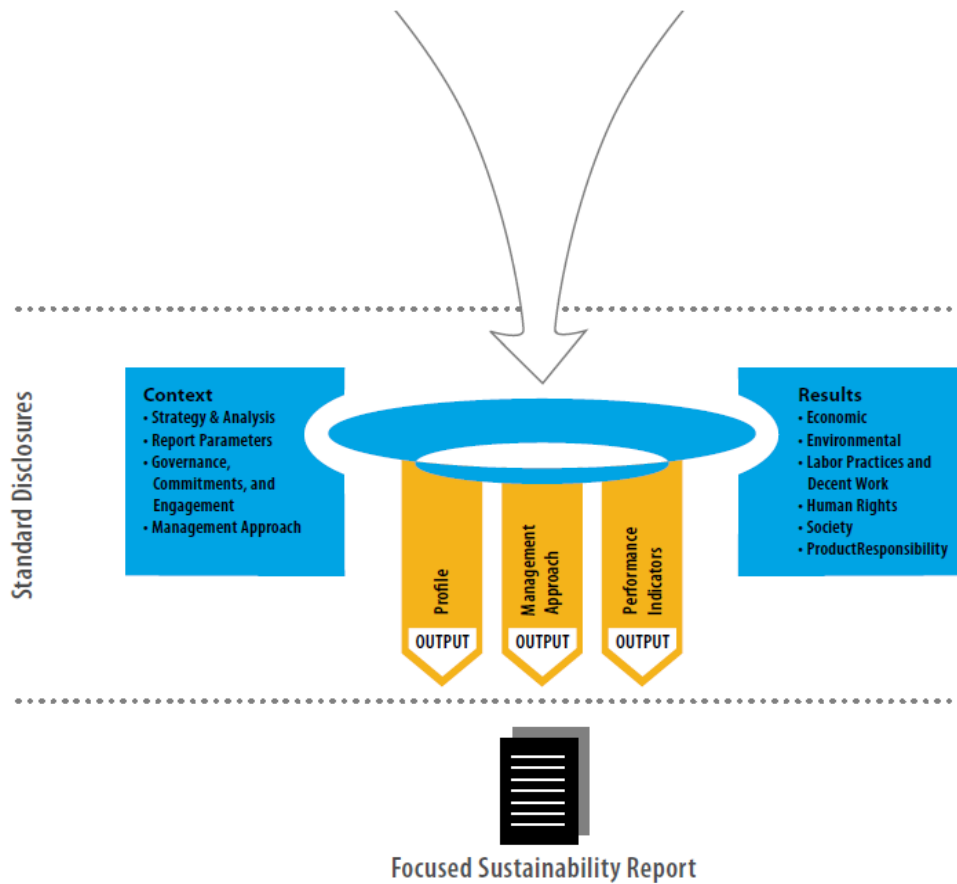 Standard Disclosures
Context
• Strategy & Analysis
• Report Parameters
• Governance,
Commitments, and
Engagement
• Management Approach
Profile
OUTPUT
Management
Approach
OUTPUT
Performance
Indicators
OUTPUT
Results
• Economic
• Environmental
• Labor Practices and
Decent Work
• Human Rights
• Society
• ProductResponsibility
Focused Sustainability Report